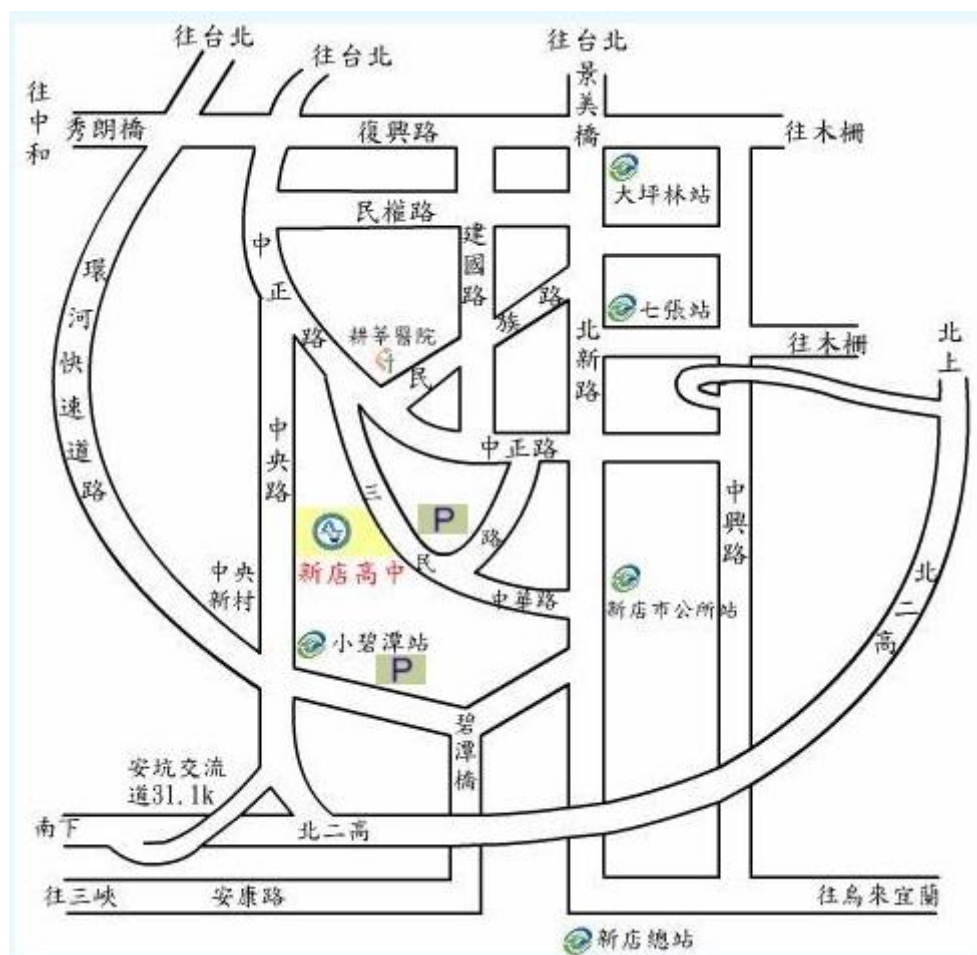 往台北
往台北
往台北
往中和
秀朗橋
復興路
景美橋
往木柵
大坪林站
民權路
建國路
中正路
環河快速道路
民族路
七張站
耕莘醫院
北新路
往木柵
北上
中央路
中正路
三民路
P
中興路
新店高中
中央新村
中華路
新店市公所站
北二高
小碧潭站
P
碧潭橋
安坑交流
道31.1k
南下
北二高
往三峽
安康路
往烏來宜蘭
新店總站